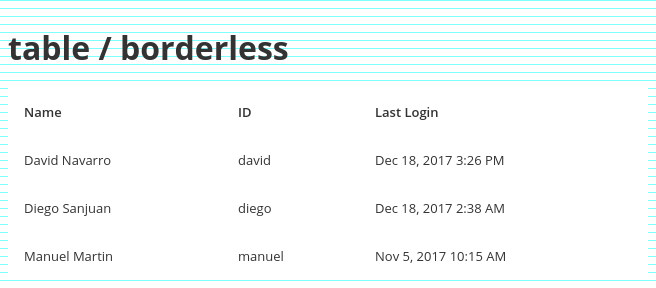 table / borderless
Name ID Last Login
David Navarro david Dec 18, 2017 3:26 PM
Diego Sanjuan diego Dec 18, 2017 2:38 AM
Manuel Martin manuel Nov 5, 2017 10:15 AM